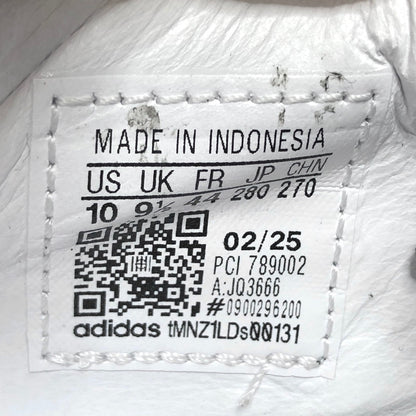 MADE IN INDONESIA
US UK FR JP CHN
10 9½ 44 280 270
02/25
PCI 789002
A:JQ3666
#0900296200
adidas tMNZ1LDs00131